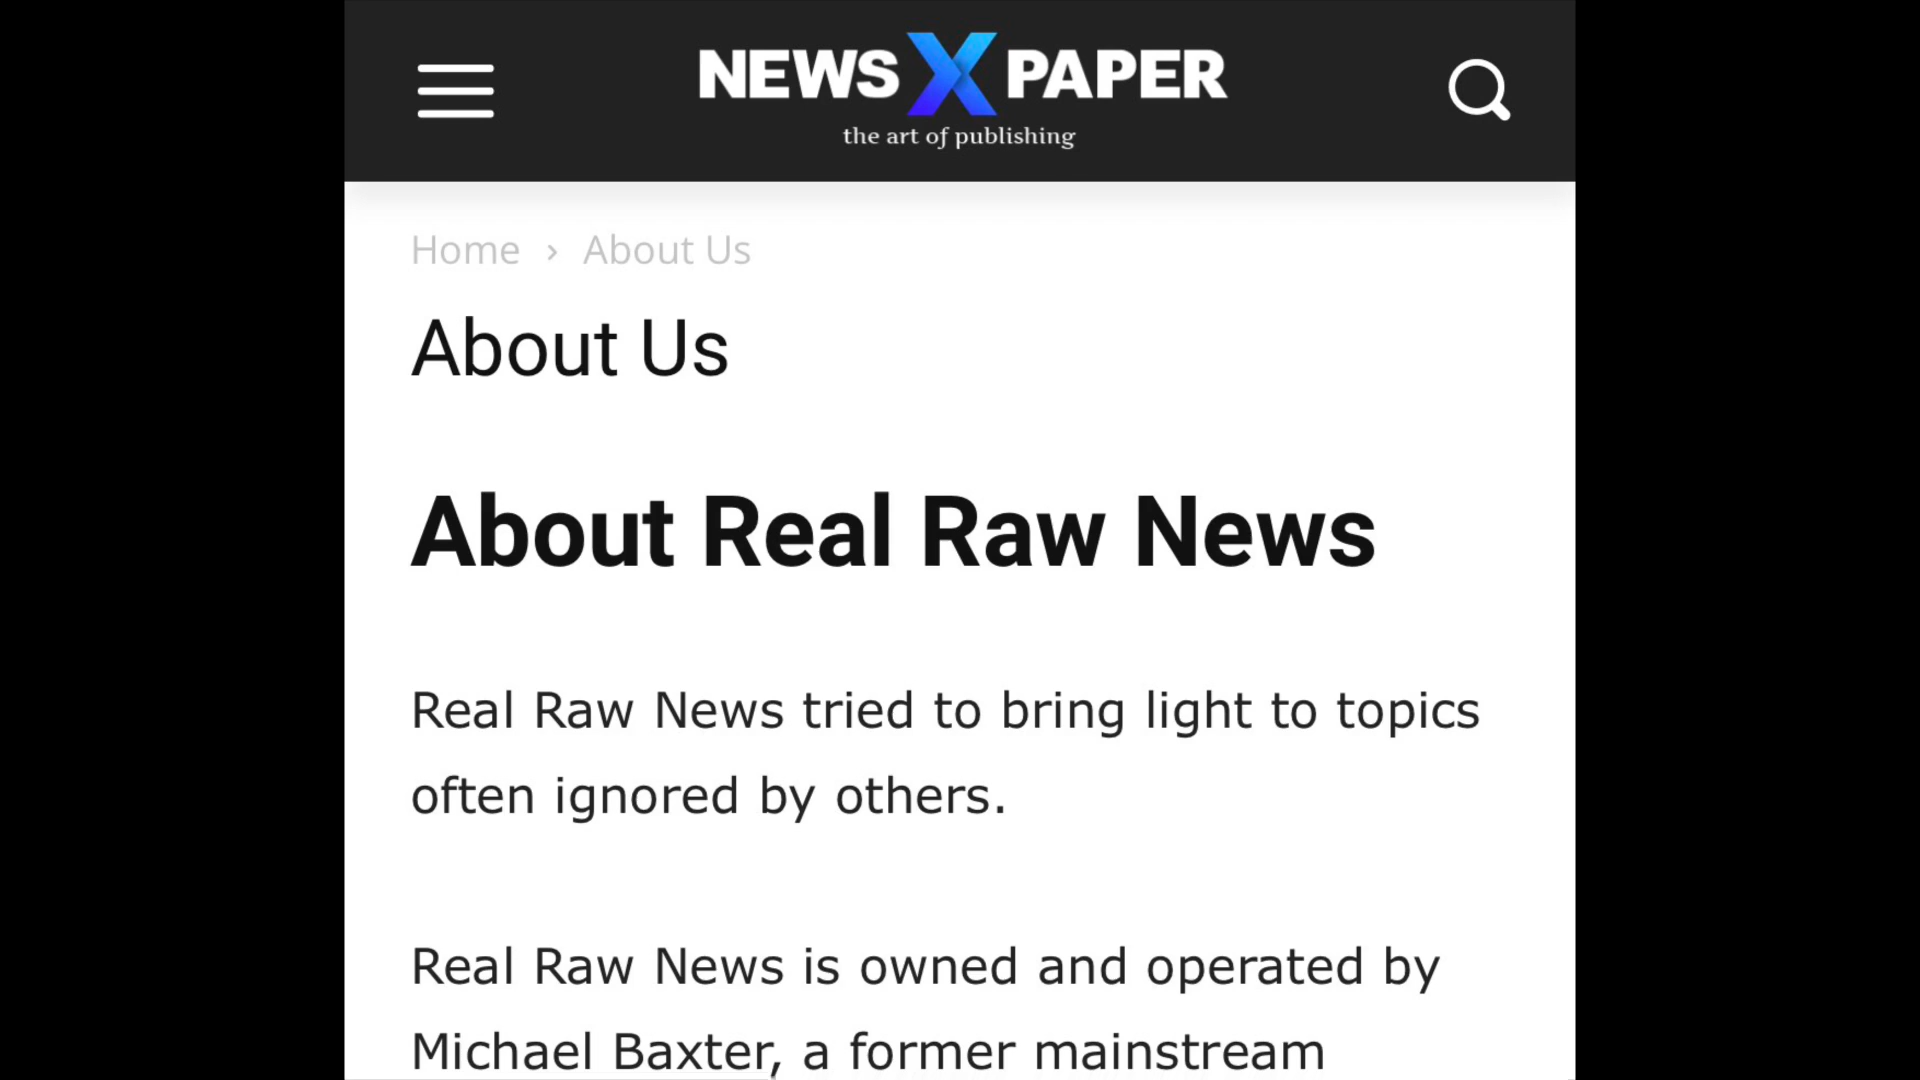 NEWS X PAPER
the art of publishing
Home › About Us
About Us
About Real Raw News
Real Raw News tried to bring light to topics
often ignored by others.
Real Raw News is owned and operated by
Michael Baxter, a former mainstream